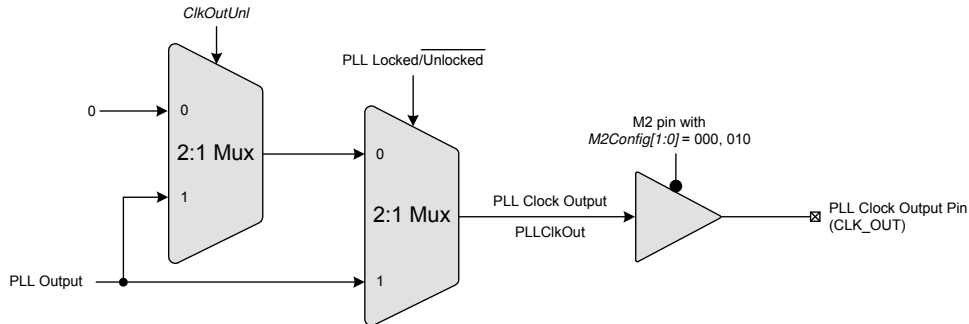 ClkOutUnl
PLL Locked/Unlocked
0
0
2:1 Mux
1
M2 pin with
M2Config[1:0] = 000, 010
0
2:1 Mux
1
PLL Clock Output
PLLClkOut
PLL Clock Output Pin
(CLK_OUT)
PLL Output